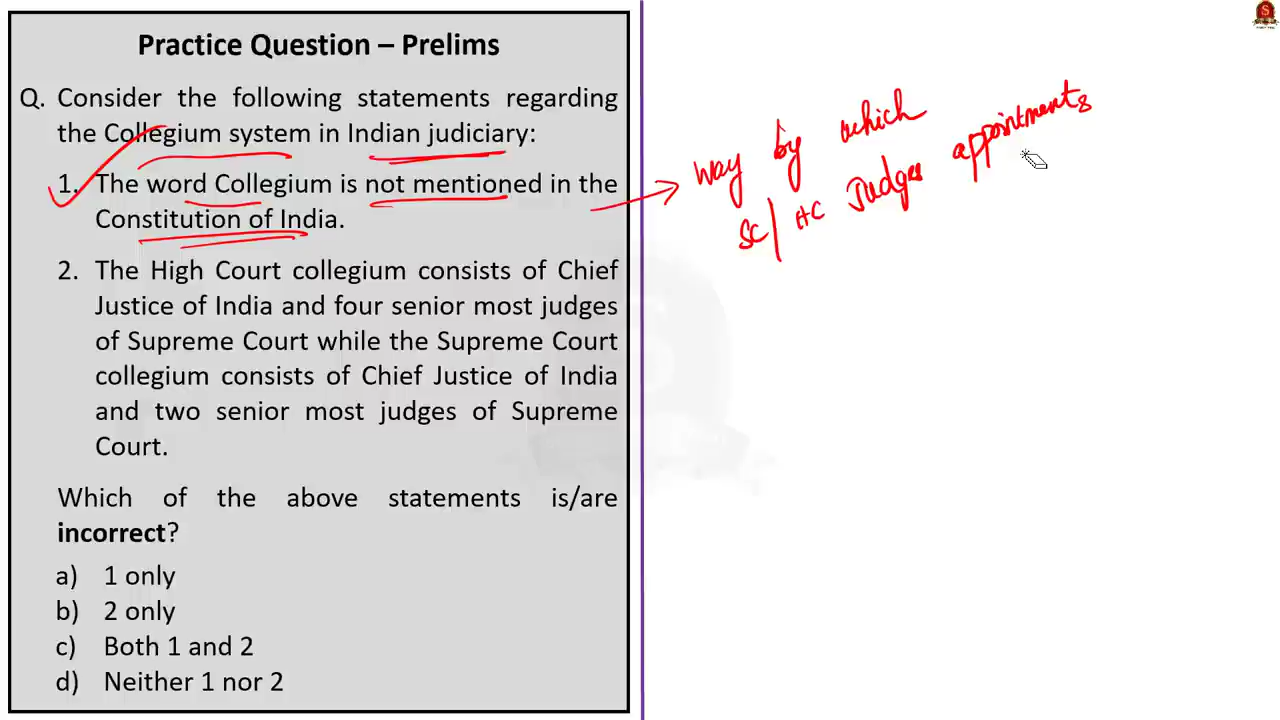 Practice Question – Prelims
Q. Consider the following statements regarding
the Collegium system in Indian judiciary:
1. The word Collegium is not mentioned in the
Constitution of India.
2. The High Court collegium consists of Chief
Justice of India and four senior most judges
of Supreme Court while the Supreme Court
collegium consists of Chief Justice of India
and two senior most judges of Supreme
Court.
Which of the above statements is/are
incorrect?
a) 1 only
b) 2 only
c) Both 1 and 2
d) Neither 1 nor 2
way by which
SC/HC Judges appointments